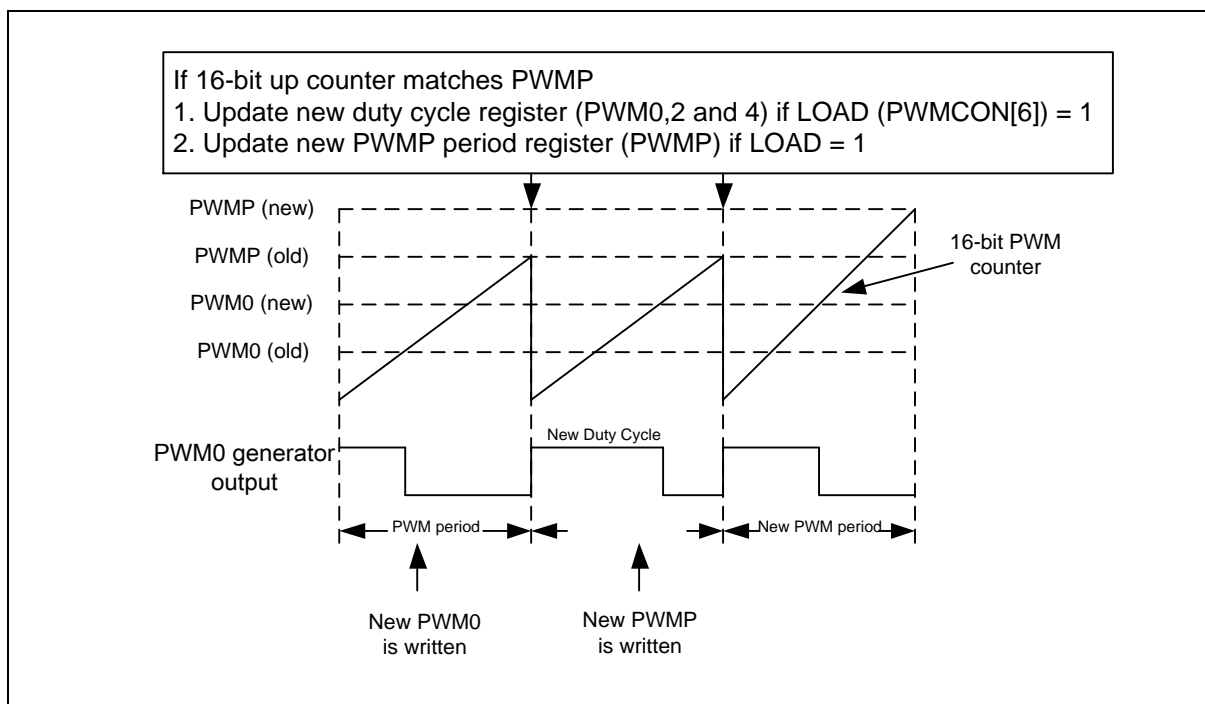 If 16-bit up counter matches PWMP
1. Update new duty cycle register (PWM0,2 and 4) if LOAD (PWMCON[6]) = 1
2. Update new PWMP period register (PWMP) if LOAD = 1
PWMP (new)
PWMP (old)
PWM0 (new)
PWM0 (old)
16-bit PWM
counter
PWM0 generator
output
New Duty Cycle
PWM period
New PWM period
New PWM0
is written
New PWMP
is written